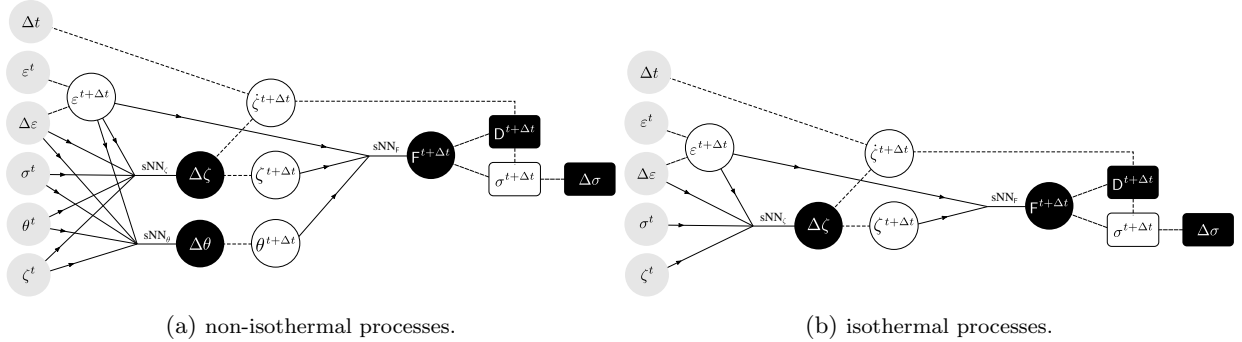 Δt
ε^t
Δε
σ^t
θ^t
ζ^t
ε^{t+Δt}
sNN_ζ
sNN_θ
Δζ
Δθ
ζ̇^{t+Δt}
ζ^{t+Δt}
θ^{t+Δt}
sNN_F
F^{t+Δt}
D^{t+Δt}
σ^{t+Δt}
Δσ
(a) non-isothermal processes.
Δt
ε^t
Δε
σ^t
ζ^t
ε^{t+Δt}
sNN_ζ
Δζ
ζ̇^{t+Δt}
ζ^{t+Δt}
sNN_F
F^{t+Δt}
D^{t+Δt}
σ^{t+Δt}
Δσ
(b) isothermal processes.